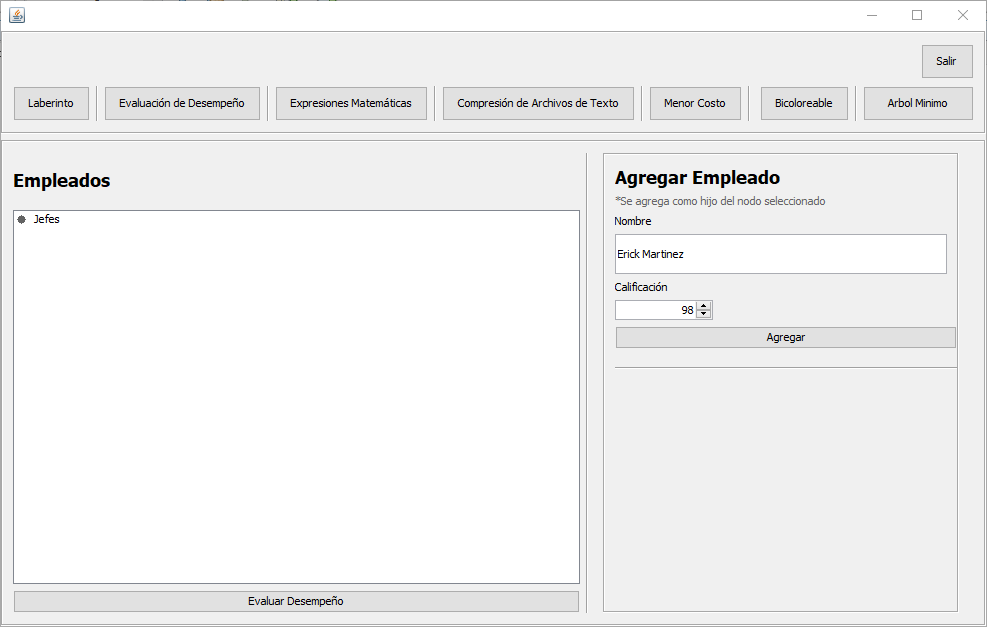 Salir
Laberinto Evaluación de Desempeño Expresiones Matemáticas Compresión de Archivos de Texto Menor Costo Bicoloreable Arbol Minimo
Empleados
Jefes
Evaluar Desempeño
Agregar Empleado
*Se agrega como hijo del nodo seleccionado
Nombre
Erick Martinez
Calificación
98
Agregar